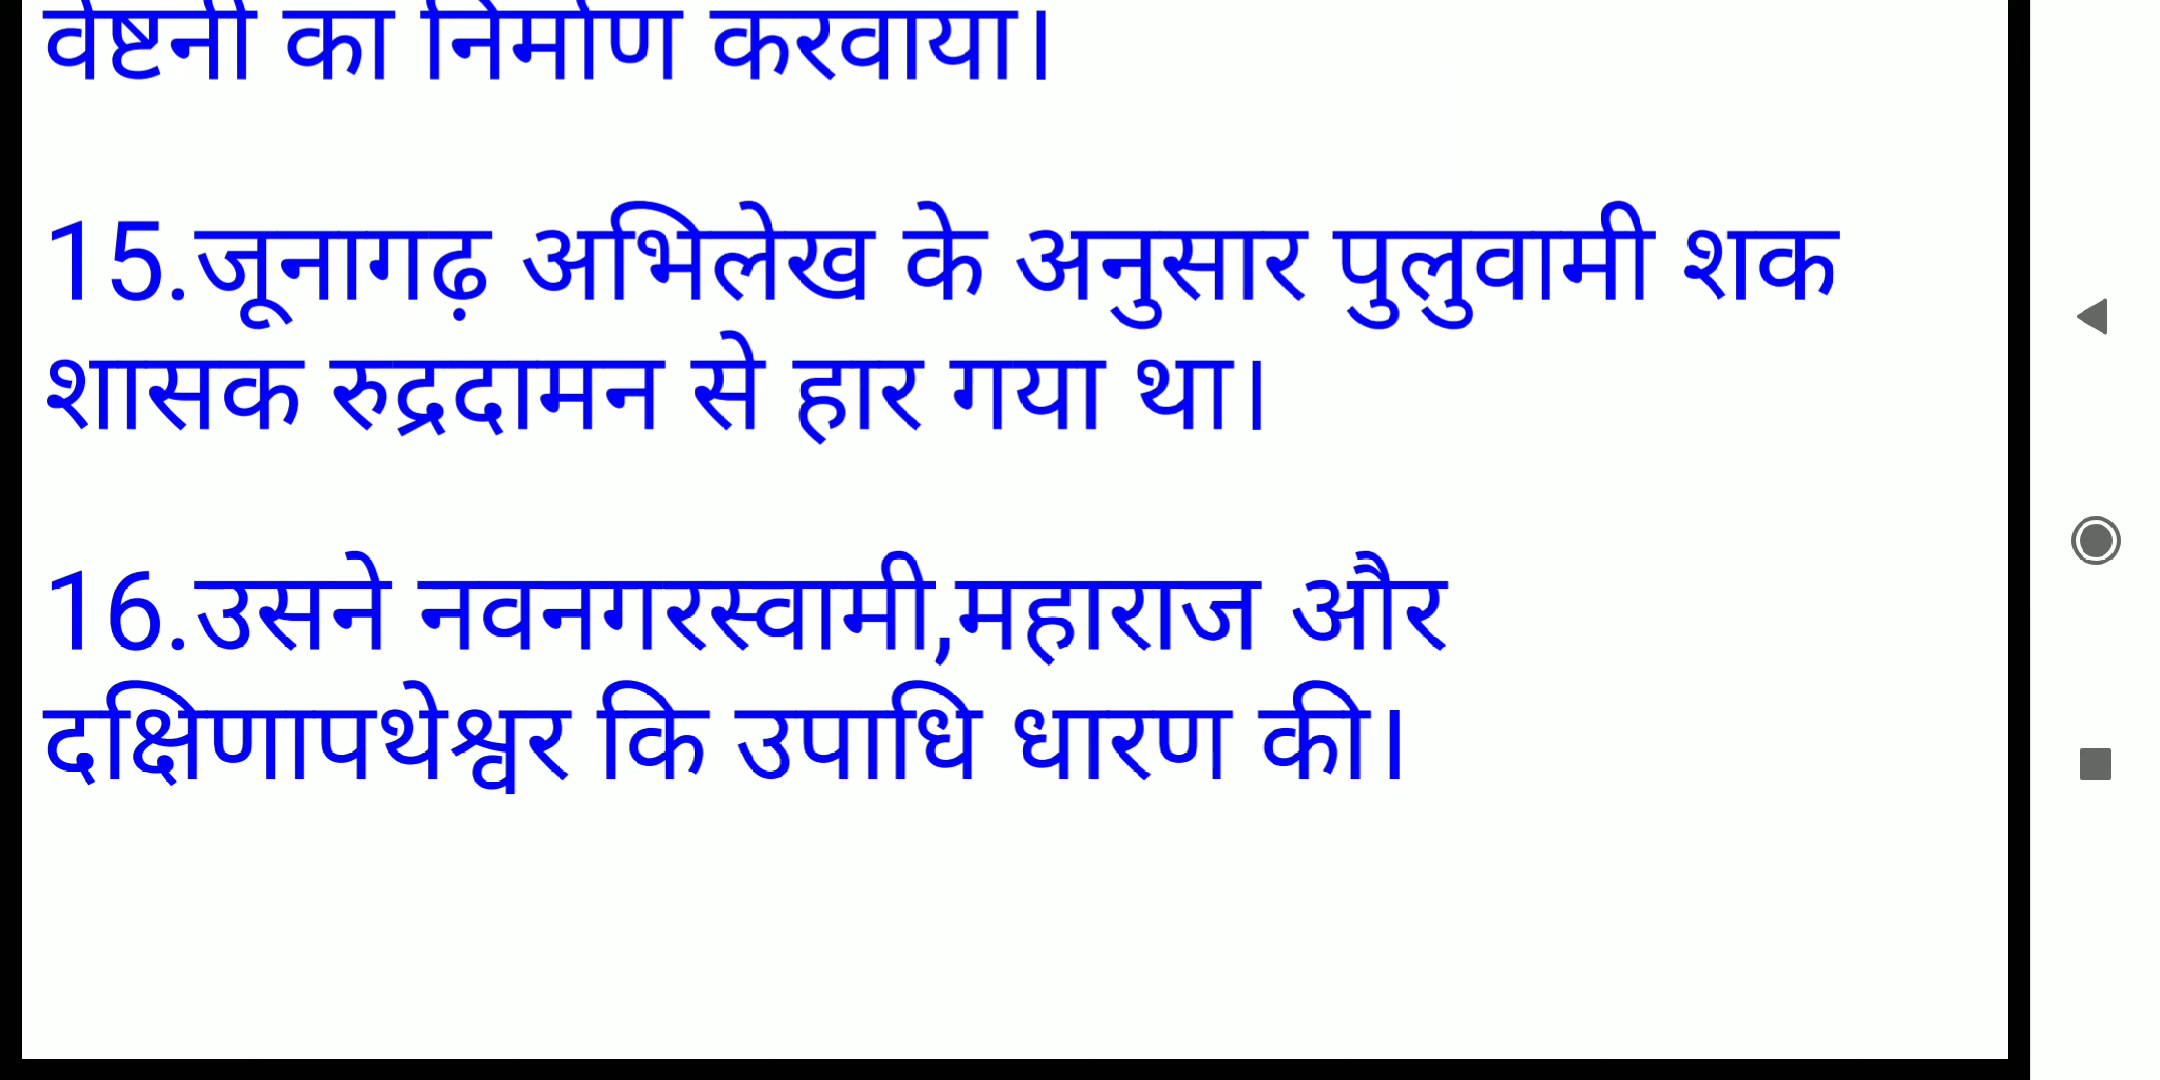 वेष्टनी का निर्माण करवाया।
15.जूनागढ़ अभिलेख के अनुसार पुलुवामी शक
शासक रुद्रदामन से हार गया था।
16.उसने नवनगरस्वामी,महाराज और
दक्षिणापथेश्वर कि उपाधि धारण की।